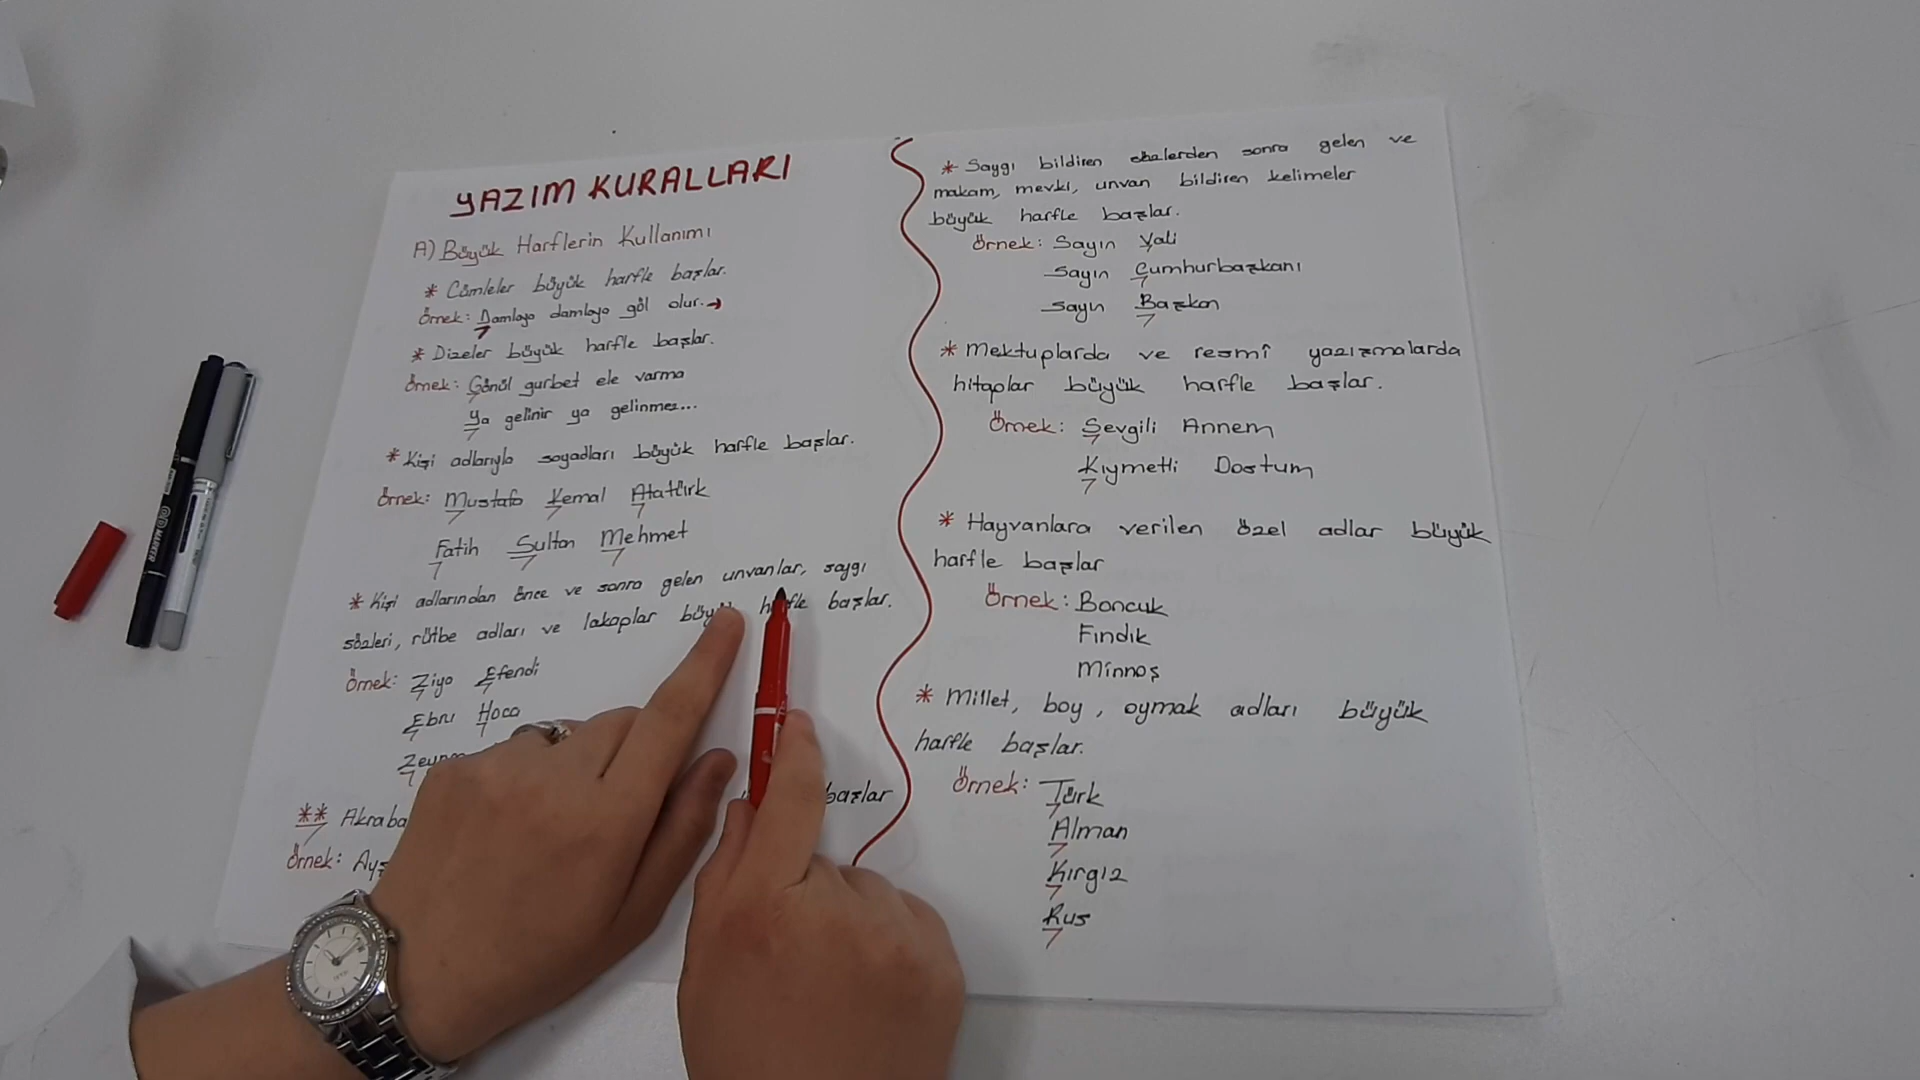 YAZIM KURALLARI
A) Büyük Harflerin Kullanımı
* Cümleler büyük harfle başlar.
Örnek: Damlaya damlaya göl olur.→
* Dizeler büyük harfle başlar.
Örnek: Gönül gurbet ele varma
Ya gelinir ya gelinmez...
* Kişi adlarıyla soyadları büyük harfle başlar.
Örnek: Mustafa Kemal Atatürk
Fatih Sultan Mehmet
* Kişi adlarından önce ve sonra gelen unvanlar, saygı
sözleri, rütbe adları ve lakaplar harfle başlar.
Örnek: Ziya Efendi
Ebru Hoca
** Akraba
başlar
Örnek:
* Saygı bildiren sonra gelen ve
makam, mevki, unvan bildiren kelimeler
büyük harfle başlar.
Örnek: Sayın Vali
Sayın Cumhurbaşkanı
Sayın Başkan
* Mektuplarda ve resmî yazışmalarda
hitaplar büyük harfle başlar.
Örnek: Sevgili Annem
Kıymetli Dostum
* Hayvanlara verilen özel adlar büyük
harfle başlar
Örnek: Boncuk
Fındık
Minnoş
* Millet, boy, oymak adları büyük
harfle başlar.
Örnek: Türk
Alman
Kırgız
Rus